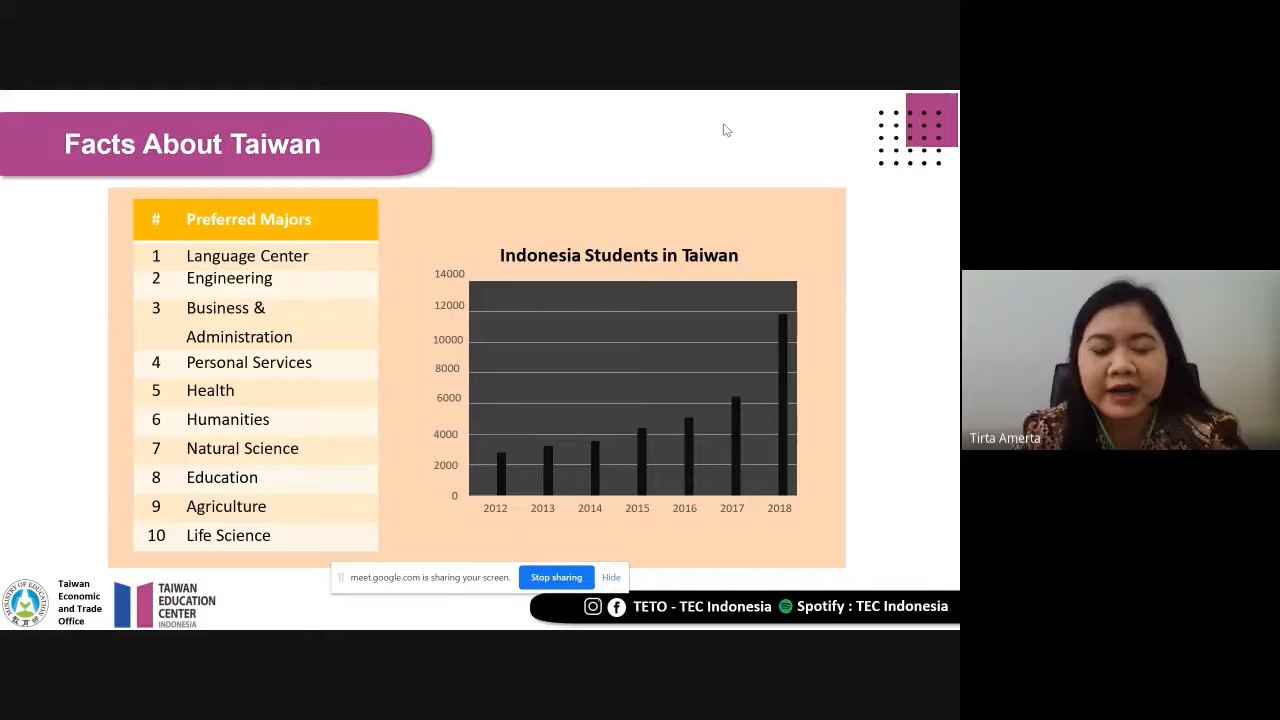 Facts About Taiwan
# Preferred Majors
1 Language Center
2 Engineering
3 Business &
Administration
4 Personal Services
5 Health
6 Humanities
7 Natural Science
8 Education
9 Agriculture
10 Life Science
Indonesia Students in Taiwan
14000
12000
10000
8000
6000
4000
2000
0
2012 2013 2014 2015 2016 2017 2018
Tirta Amerta
meet.google.com is sharing your screen. Stop sharing Hide
Taiwan
Economic
and Trade
Office
TAIWAN
EDUCATION
CENTER
INDONESIA
TETO - TEC Indonesia Spotify : TEC Indonesia